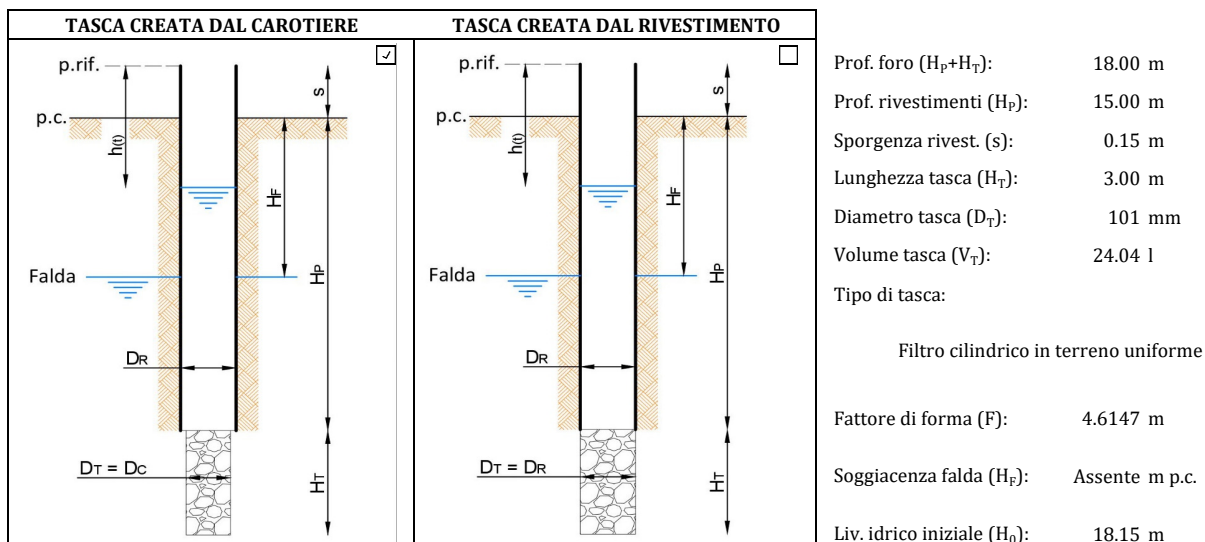 TASCA CREATA DAL CAROTIERE
TASCA CREATA DAL RIVESTIMENTO
p.rif.
s
p.c.
h(t)
HF
Falda
HP
DR
DT = DC
HT
p.rif.
s
p.c.
h(t)
HF
Falda
HP
DR
DT = DR
HT
Prof. foro (HP+HT): 18.00 m
Prof. rivestimenti (HP): 15.00 m
Sporgenza rivest. (s): 0.15 m
Lunghezza tasca (HT): 3.00 m
Diametro tasca (DT): 101 mm
Volume tasca (VT): 24.04 l
Tipo di tasca:
Filtro cilindrico in terreno uniforme
Fattore di forma (F): 4.6147 m
Soggiacenza falda (HF): Assente m p.c.
Liv. idrico iniziale (H0): 18.15 m